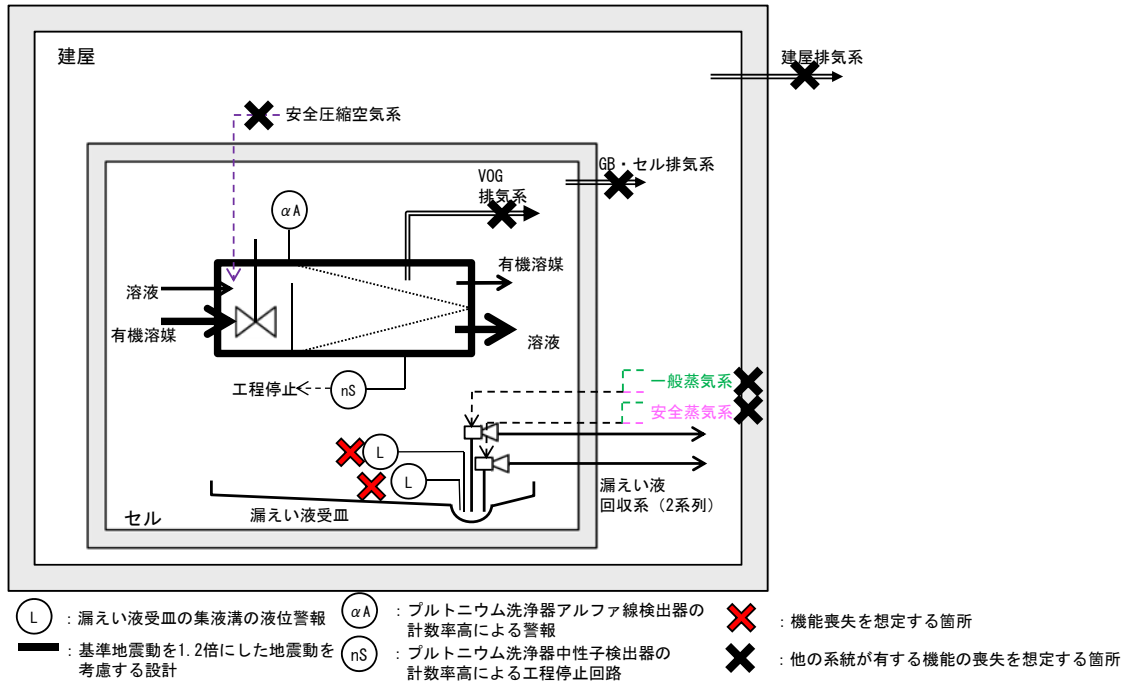 建屋
建屋排気系
安全圧縮空気系
GB・セル排気系
VOG
排気系
αA
有機溶媒
溶液
有機溶媒
溶液
工程停止
nS
一般蒸気系
安全蒸気系
L
L
漏えい液
回収系（2系列）
漏えい液受皿
セル
L
：漏えい液受皿の集液溝の液位警報
：基準地震動を1.2倍にした地震動を
考慮する設計
αA
：プルトニウム洗浄器アルファ線検出器の
計数率高による警報
nS
：プルトニウム洗浄器中性子検出器の
計数率高による工程停止回路
：機能喪失を想定する箇所
：他の系統が有する機能の喪失を想定する箇所